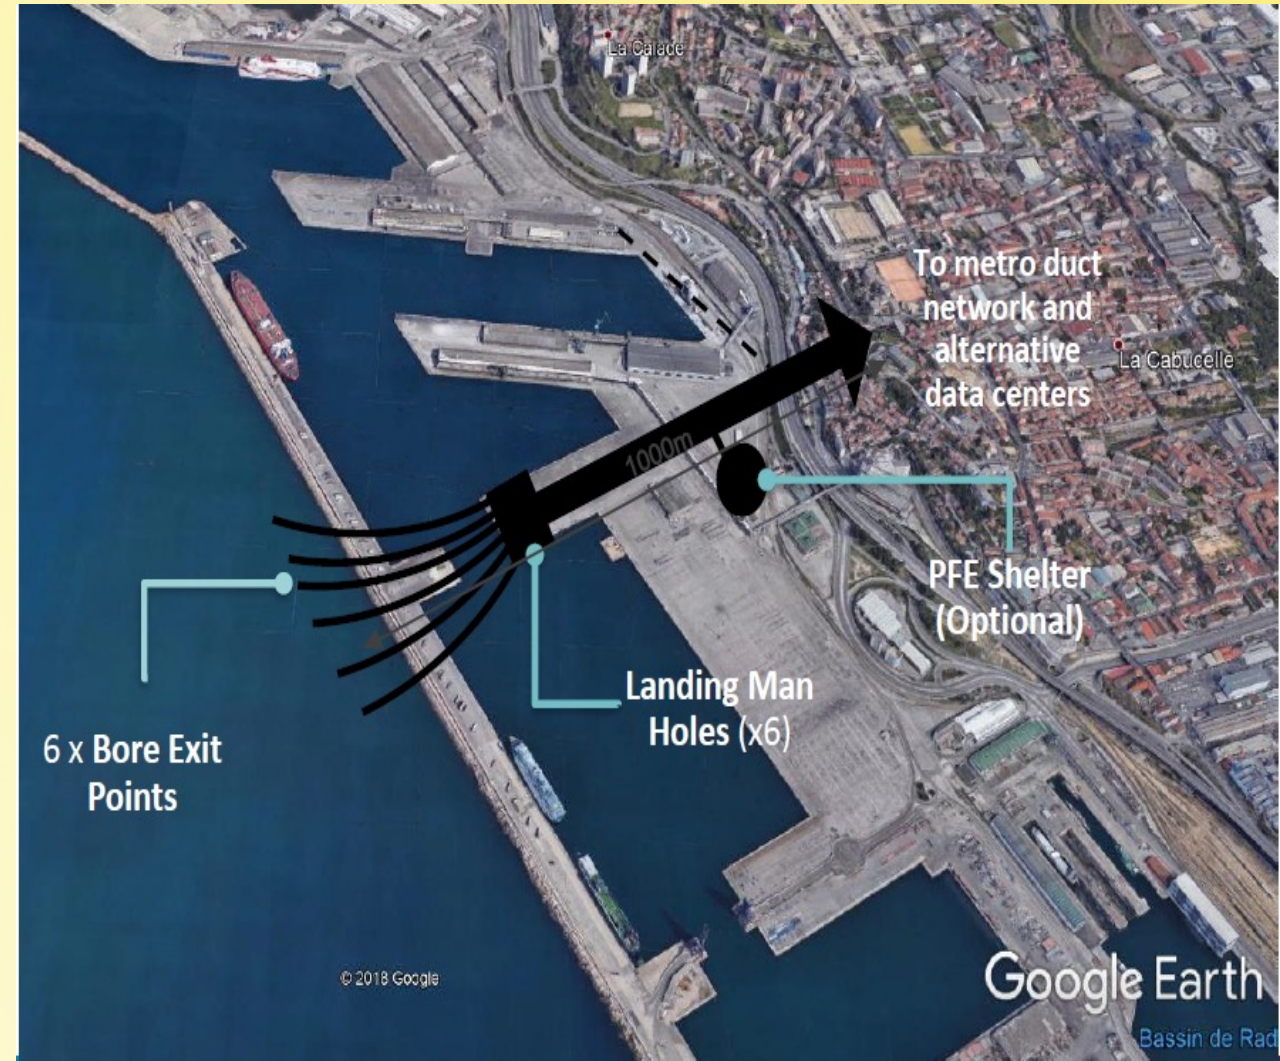 La Calade
To metro duct
network and
alternative
data centers
La Cabucelle
1000m
PFE Shelter
(Optional)
Landing Man
Holes (x6)
6 x Bore Exit
Points
© 2018 Google
Google Earth
Bassin de Rad